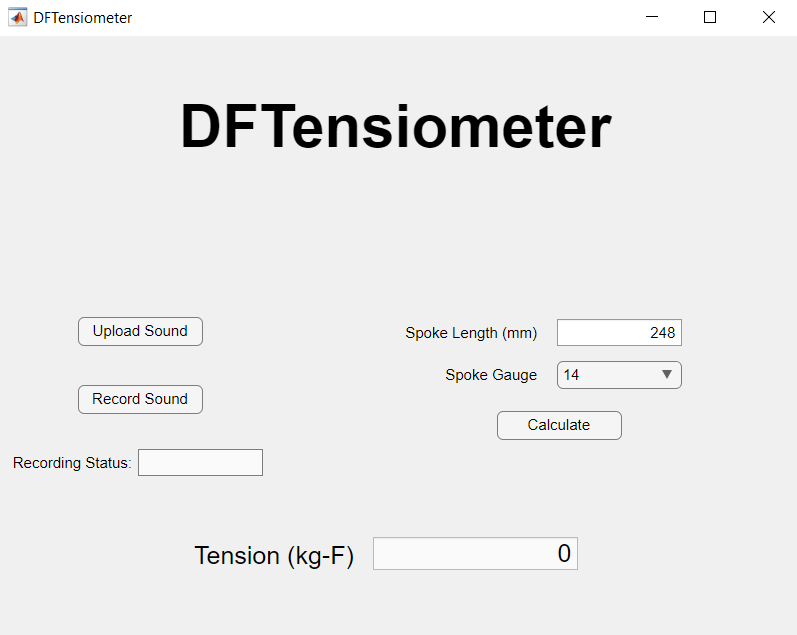 DFTensiometer
DFTensiometer
Upload Sound
Record Sound
Recording Status:
Spoke Length (mm) 248
Spoke Gauge 14
Calculate
Tension (kg-F) 0